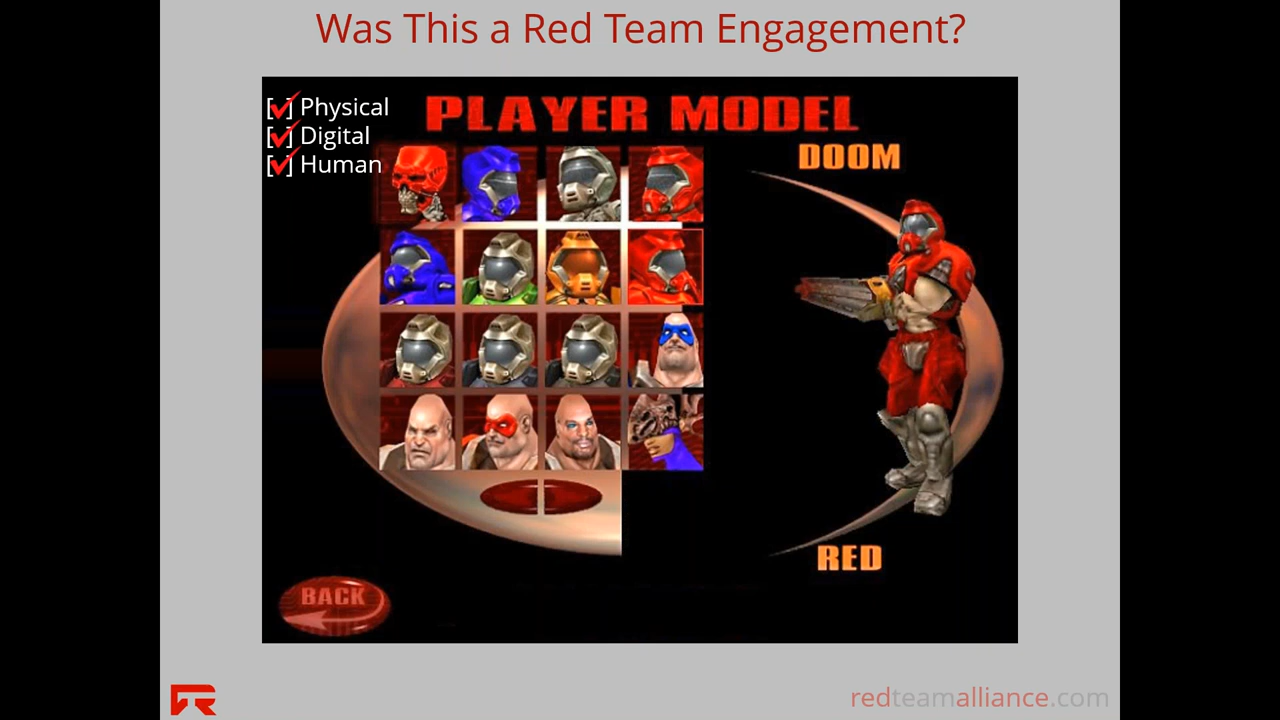 Was This a Red Team Engagement?
[✓] Physical
[✓] Digital
[✓] Human
PLAYER MODEL
DOOM
RED
BACK
redteamalliance.com